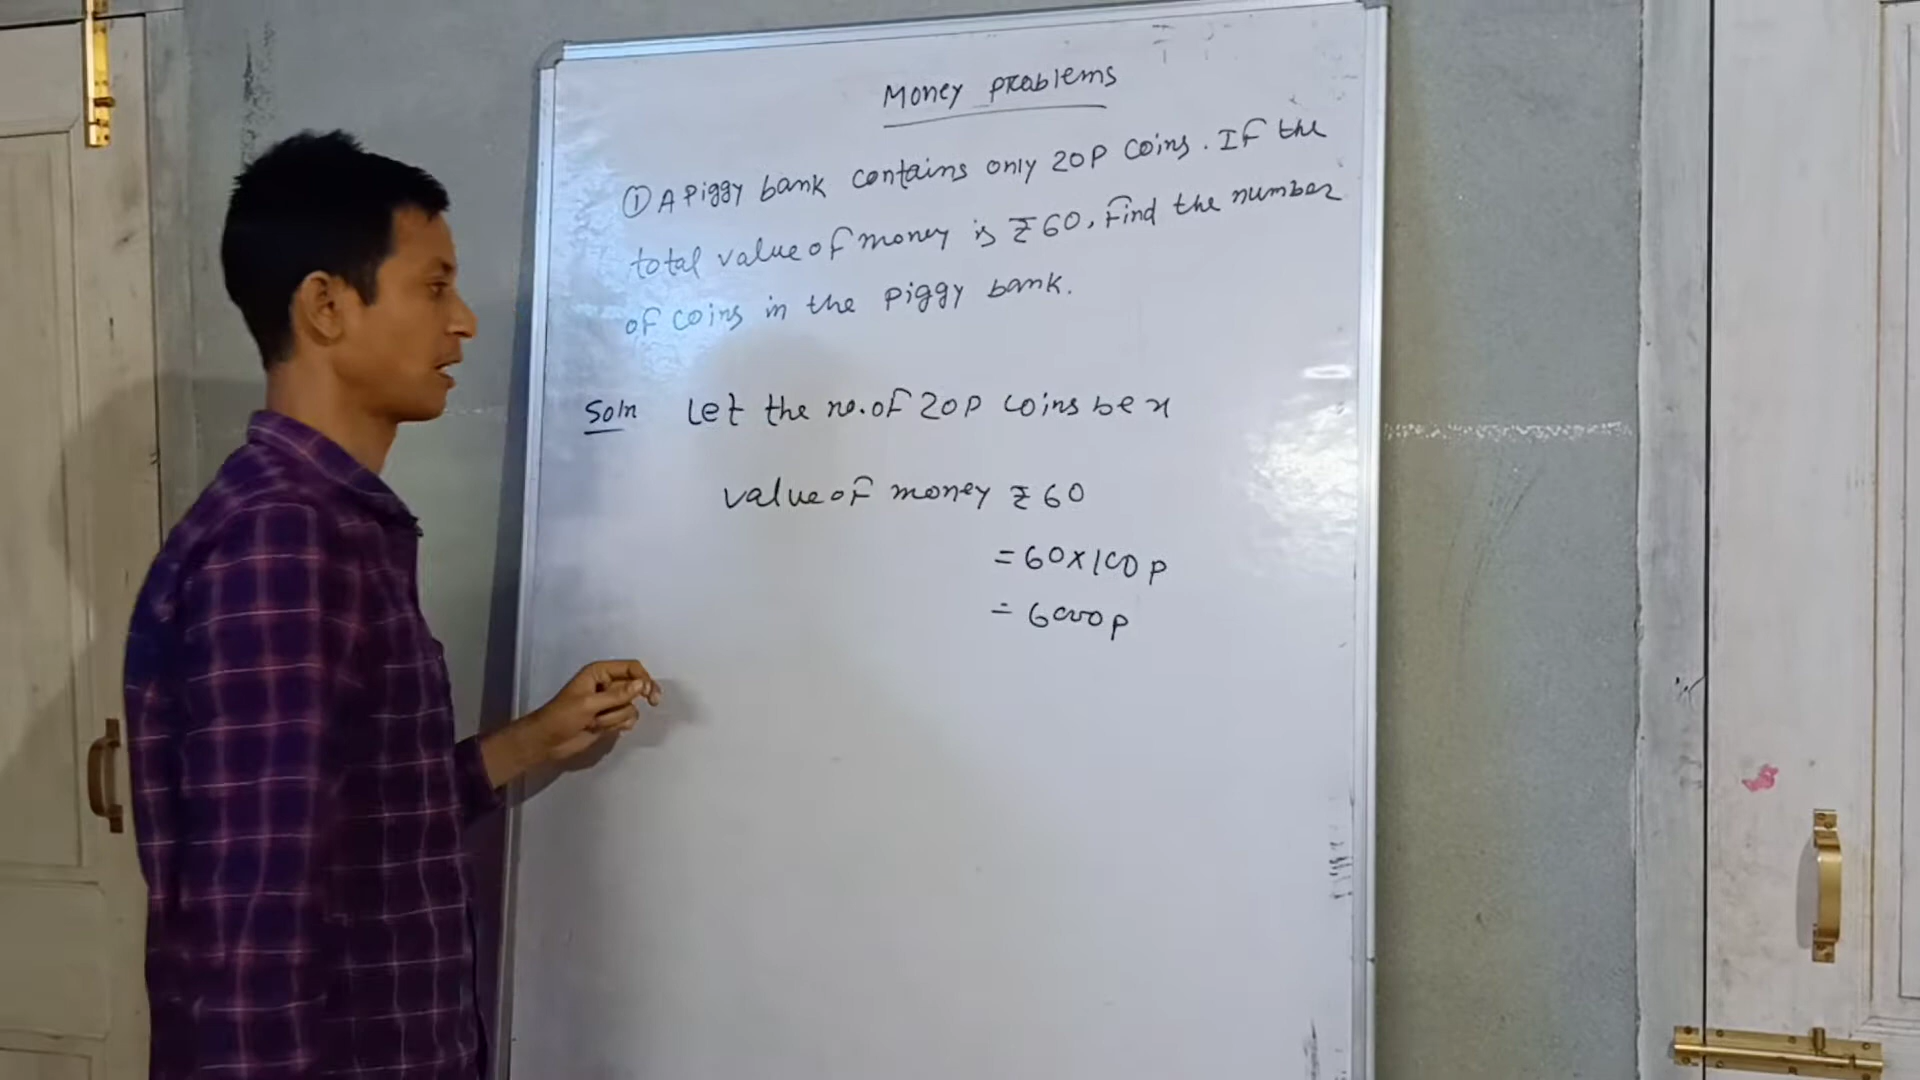 Money problems
① A Piggy bank contains only 20P coins. If the
total value of money is ₹60, Find the number
of coins in the Piggy bank.
Soln Let the no. of 20P coins be x
value of money ₹60
= 60×100 P
= 6000 P